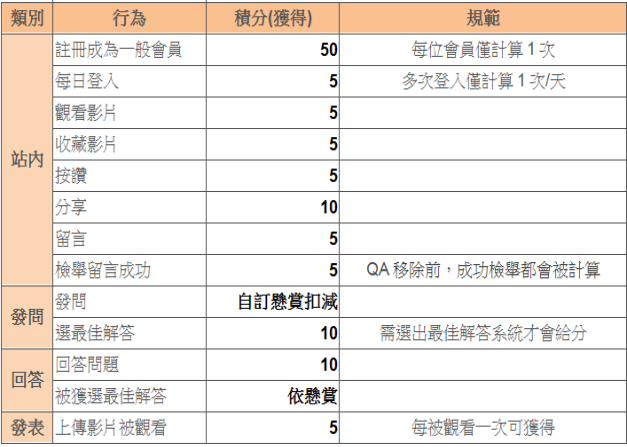 類別 行為 積分(獲得) 規範
站內 註冊成為一般會員 50 每位會員僅計算 1 次
每日登入 5 多次登入僅計算 1 次/天
觀看影片 5
收藏影片 5
按讚 5
分享 10
留言 5
檢舉留言成功 5 QA 移除前，成功檢舉都會被計算
發問 發問 自訂懸賞扣減
選最佳解答 10 需選出最佳解答系統才會給分
回答 回答問題 10
被獲選最佳解答 依懸賞
發表 上傳影片被觀看 5 每被觀看一次可獲得